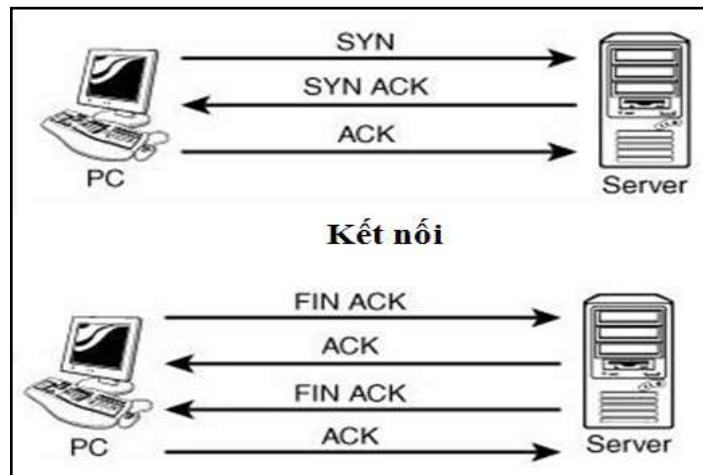 SYN
SYN ACK
ACK
PC
Server
Kết nối
FIN ACK
ACK
FIN ACK
ACK
PC
Server